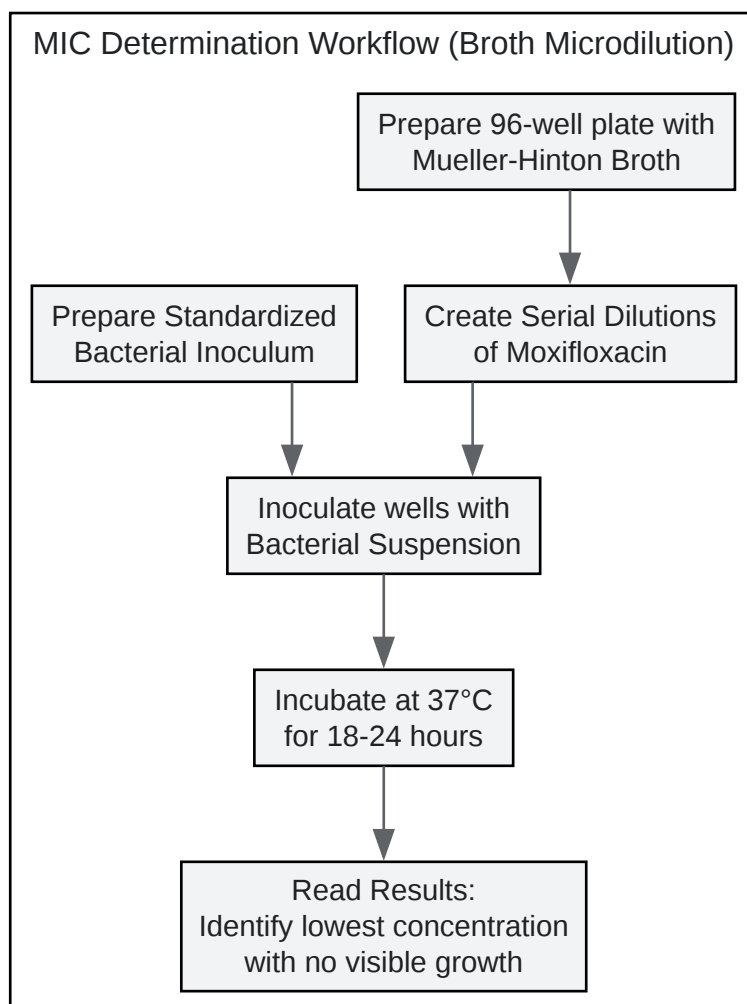 MIC Determination Workflow (Broth Microdilution)
Prepare 96-well plate with
Mueller-Hinton Broth
Prepare Standardized
Bacterial Inoculum
Create Serial Dilutions
of Moxifloxacin
Inoculate wells with
Bacterial Suspension
Incubate at 37°C
for 18-24 hours
Read Results:
Identify lowest concentration
with no visible growth